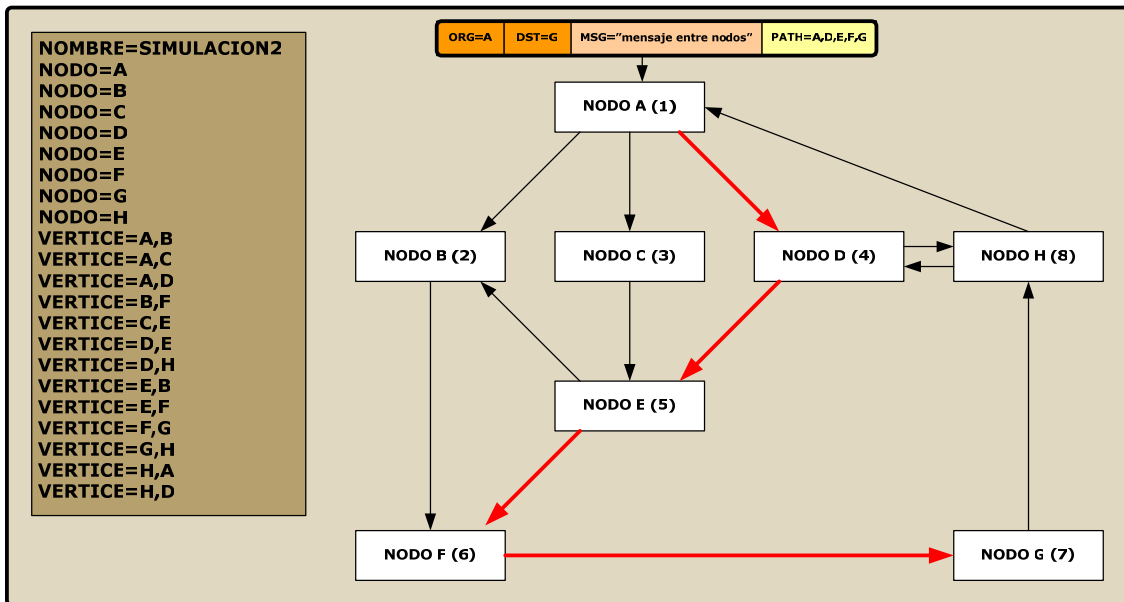 NOMBRE=SIMULACION2
NODO=A
NODO=B
NODO=C
NODO=D
NODO=E
NODO=F
NODO=G
NODO=H
VERTICE=A,B
VERTICE=A,C
VERTICE=A,D
VERTICE=B,F
VERTICE=C,E
VERTICE=D,E
VERTICE=D,H
VERTICE=E,B
VERTICE=E,F
VERTICE=F,G
VERTICE=G,H
VERTICE=H,A
VERTICE=H,D
ORG=A DST=G MSG=”mensaje entre nodos” PATH=A,D,E,F,G
NODO A (1)
NODO B (2) NODO C (3) NODO D (4) NODO H (8)
NODO E (5)
NODO F (6) NODO G (7)